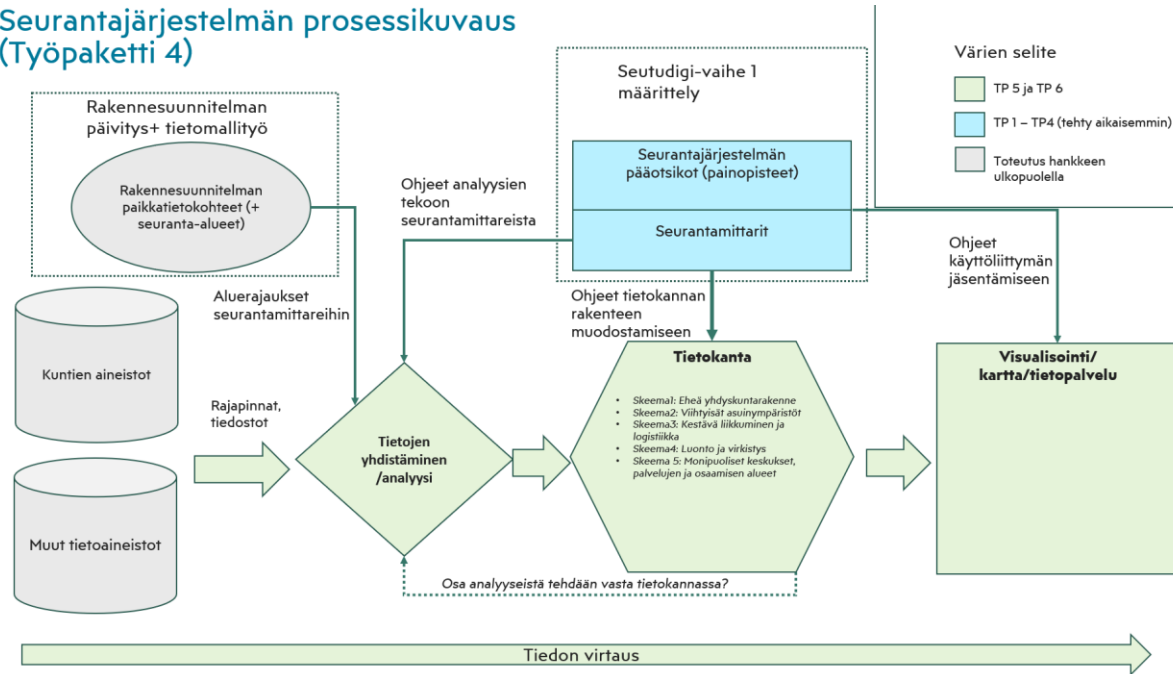 Seurantajärjestelmän prosessikuvaus
(Työpaketti 4)
Rakennesuunnitelman
päivitys+ tietomallityö
Rakennesuunnitelman
paikkatietokohteet (+
seuranta-alueet)
Aluerajaukset
seurantamittareihin
Kuntien aineistot
Muut tietoaineistot
Rajapinnat,
tiedostot
Ohjeet analyysien
tekoon
seurantamittareista
Tietojen
yhdistäminen
/analyysi
Seutudigi-vaihe 1
määrittely
Seurantajärjestelmän
pääotsikot (painopisteet)
Seurantamittarit
Ohjeet tietokannan
rakenteen
muodostamiseen
Tietokanta
• Skeema1: Eheä yhdyskuntarakenne
• Skeema2: Viihtyisät asuinympäristöt
• Skeema3: Kestävä liikkuminen ja
logistiikka
• Skeema4: Luonto ja virkistys
• Skeema 5: Monipuoliset keskukset,
palvelujen ja osaamisen alueet
Osa analyyseistä tehdään vasta tietokannassa?
Värien selite
TP 5 ja TP 6
TP 1 – TP4 (tehty aikaisemmin)
Toteutus hankkeen
ulkopuolella
Ohjeet
käyttöliittymän
jäsentämiseen
Visualisointi/
kartta/tietopalvelu
Tiedon virtaus